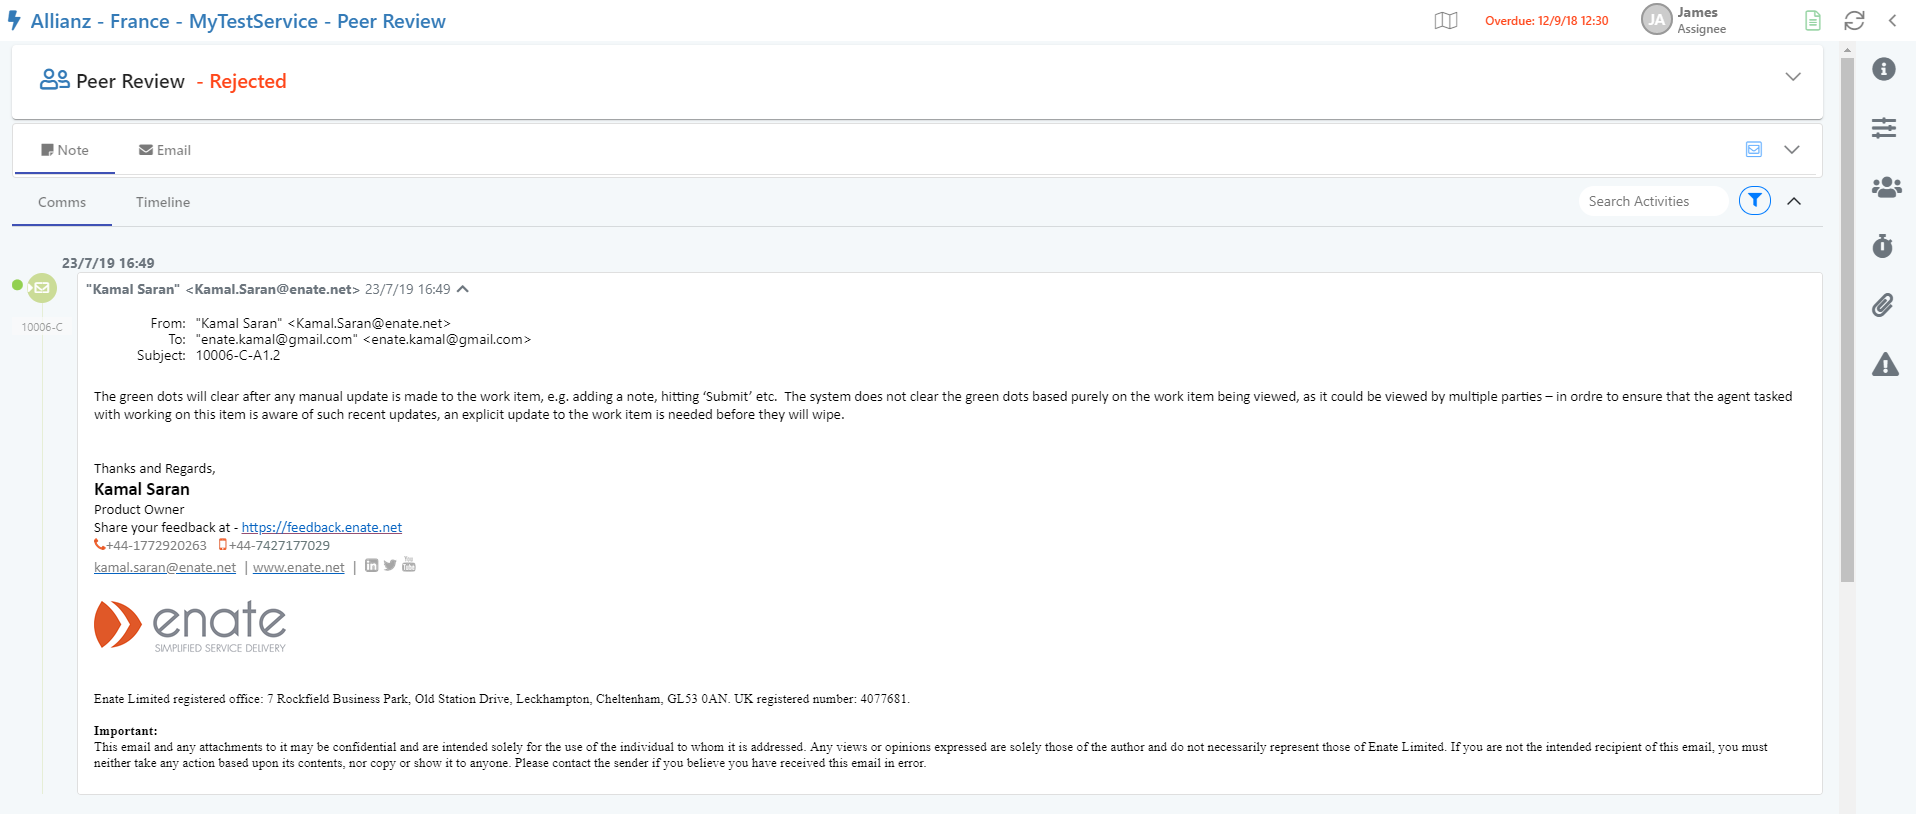 Allianz - France - MyTestService - Peer Review
Overdue: 12/9/18 12:30
JA
James
Assignee
Peer Review - Rejected
Note
Email
Comms
Timeline
Search Activities
23/7/19 16:49
10006-C
"Kamal Saran" <Kamal.Saran@enate.net> 23/7/19 16:49
From: "Kamal Saran" <Kamal.Saran@enate.net>
To: "enate.kamal@gmail.com" <enate.kamal@gmail.com>
Subject: 10006-C-A1.2
The green dots will clear after any manual update is made to the work item, e.g. adding a note, hitting ‘Submit’ etc. The system does not clear the green dots based purely on the work item being viewed, as it could be viewed by multiple parties – in ordre to ensure that the agent tasked
with working on this item is aware of such recent updates, an explicit update to the work item is needed before they will wipe.
Thanks and Regards,
Kamal Saran
Product Owner
Share your feedback at - https://feedback.enate.net
+44-1772920263 +44-7427177029
kamal.saran@enate.net | www.enate.net | in You Tube
enate
SIMPLIFIED SERVICE DELIVERY
Enate Limited registered office: 7 Rockfield Business Park, Old Station Drive, Leckhampton, Cheltenham, GL53 0AN. UK registered number: 4077681.
Important:
This email and any attachments to it may be confidential and are intended solely for the use of the individual to whom it is addressed. Any views or opinions expressed are solely those of the author and do not necessarily represent those of Enate Limited. If you are not the intended recipient of this email, you must
neither take any action based upon its contents, nor copy or show it to anyone. Please contact the sender if you believe you have received this email in error.